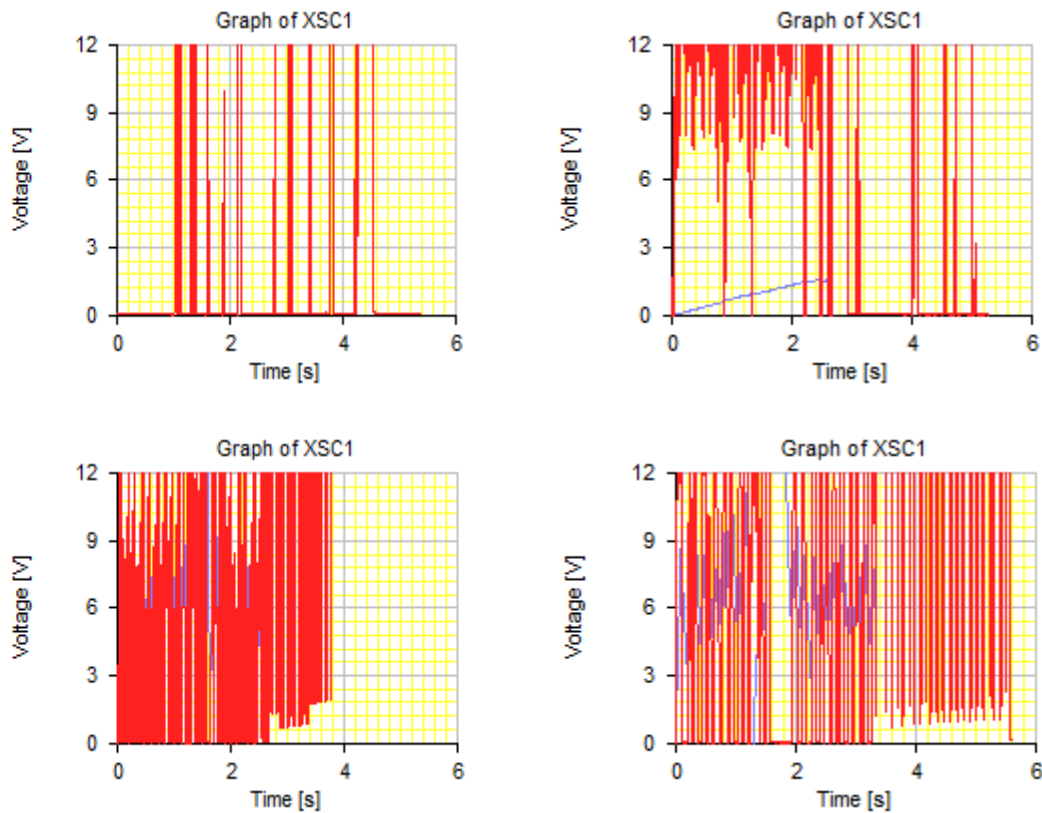 Graph of XSC1
12
9
6
3
0
Voltage [V]
0 2 4 6
Time [s]
Graph of XSC1
12
9
6
3
0
Voltage [V]
0 2 4 6
Time [s]
Graph of XSC1
12
9
6
3
0
Voltage [V]
0 2 4 6
Time [s]
Graph of XSC1
12
9
6
3
0
Voltage [V]
0 2 4 6
Time [s]